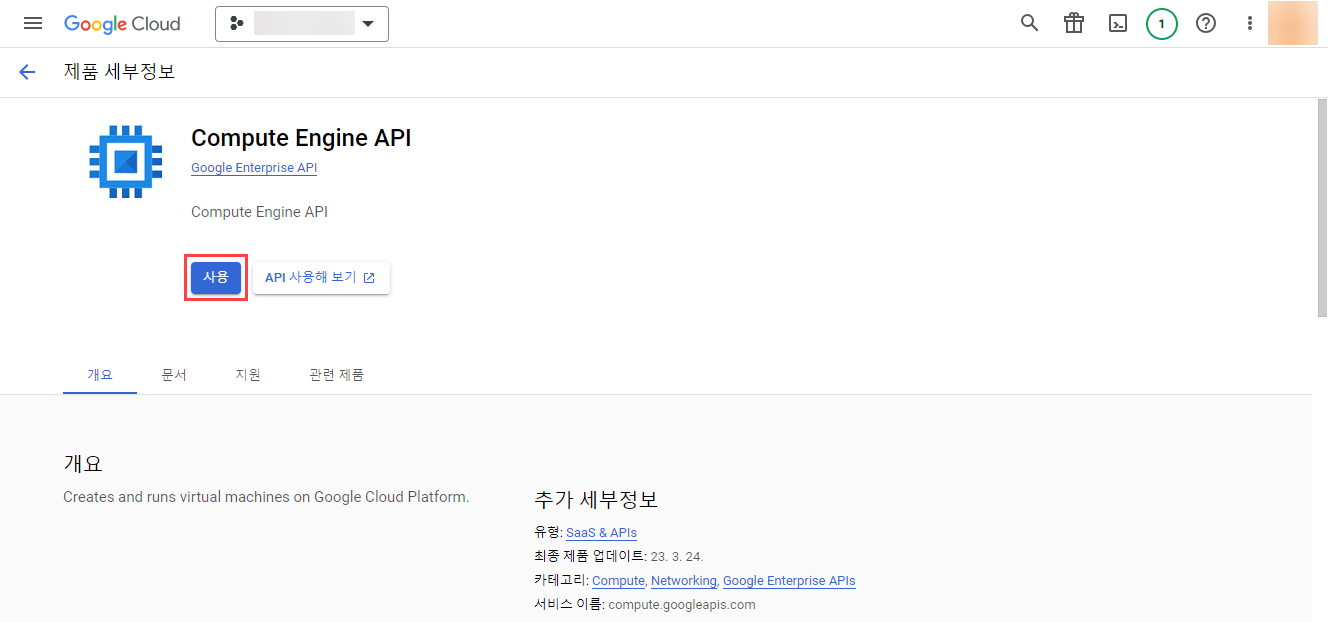 Google Cloud
1
제품 세부정보
Compute Engine API
Google Enterprise API
Compute Engine API
사용
API 사용해 보기
개요 문서 지원 관련 제품
개요
Creates and runs virtual machines on Google Cloud Platform.
추가 세부정보
유형: SaaS & APIs
최종 제품 업데이트: 23. 3. 24.
카테고리: Compute, Networking, Google Enterprise APIs
서비스 이름: compute.googleapis.com